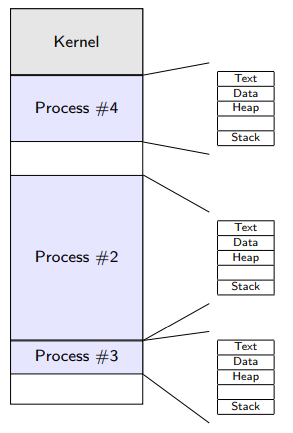 Kernel
Process #4
Text
Data
Heap
Stack
Process #2
Text
Data
Heap
Stack
Process #3
Text
Data
Heap
Stack